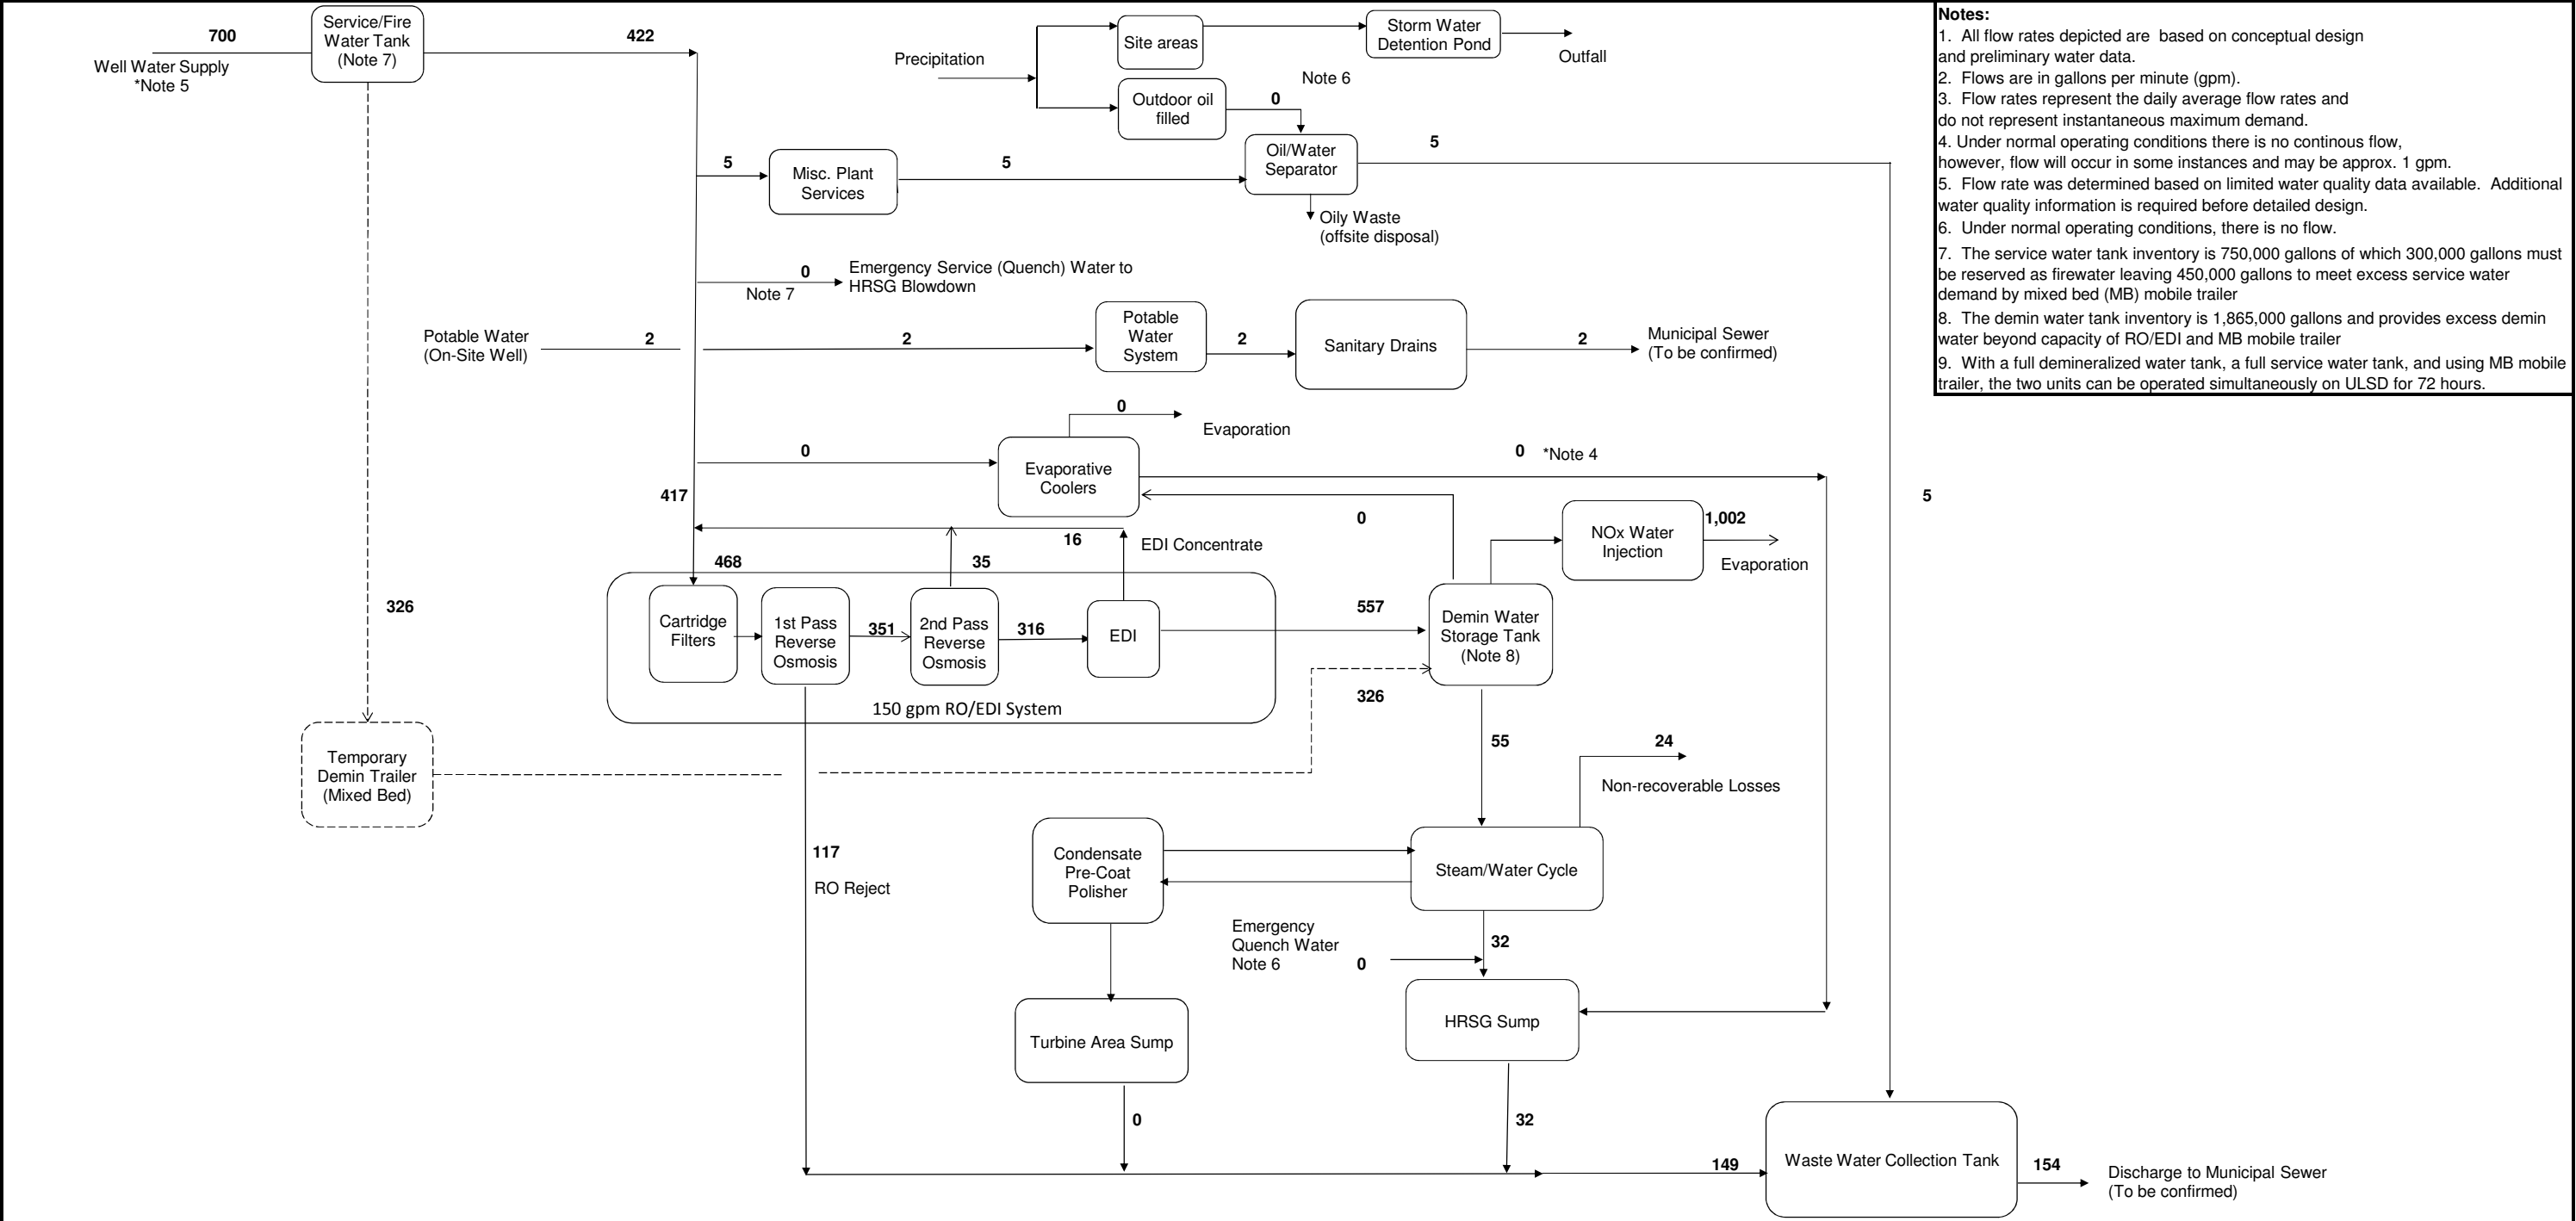 700
Well Water Supply
*Note 5
Service/Fire
Water Tank
(Note 7)
422
Precipitation
Site areas
Storm Water
Detention Pond
Outfall
Outdoor oil
filled
0
Note 6
5
Misc. Plant
Services
5
Oil/Water
Separator
5
Oily Waste
(offsite disposal)
0
Note 7
Emergency Service (Quench) Water to
HRSG Blowdown
Potable Water
(On-Site Well)
2
2
Potable
Water
System
2
Sanitary Drains
2
Municipal Sewer
(To be confirmed)
0
Evaporation
0
Evaporative
Coolers
0
*Note 4
417
5
0
16
EDI Concentrate
NOx Water
Injection
1,002
Evaporation
468
35
326
Cartridge
Filters
1st Pass
Reverse
Osmosis
351
2nd Pass
Reverse
Osmosis
316
EDI
557
Demin Water
Storage Tank
(Note 8)
326
150 gpm RO/EDI System
Temporary
Demin Trailer
(Mixed Bed)
55
24
Non-recoverable Losses
117
RO Reject
Condensate
Pre-Coat
Polisher
Steam/Water Cycle
Emergency
Quench Water
Note 6
0
32
Turbine Area Sump
HRSG Sump
0
32
149
Waste Water Collection Tank
154
Discharge to Municipal Sewer
(To be confirmed)
Notes:
1. All flow rates depicted are based on conceptual design
and preliminary water data.
2. Flows are in gallons per minute (gpm).
3. Flow rates represent the daily average flow rates and
do not represent instantaneous maximum demand.
4. Under normal operating conditions there is no continous flow,
however, flow will occur in some instances and may be approx. 1 gpm.
5. Flow rate was determined based on limited water quality data available. Additional
water quality information is required before detailed design.
6. Under normal operating conditions, there is no flow.
7. The service water tank inventory is 750,000 gallons of which 300,000 gallons must
be reserved as firewater leaving 450,000 gallons to meet excess service water
demand by mixed bed (MB) mobile trailer
8. The demin water tank inventory is 1,865,000 gallons and provides excess demin
water beyond capacity of RO/EDI and MB mobile trailer
9. With a full demineralized water tank, a full service water tank, and using MB mobile
trailer, the two units can be operated simultaneously on ULSD for 72 hours.